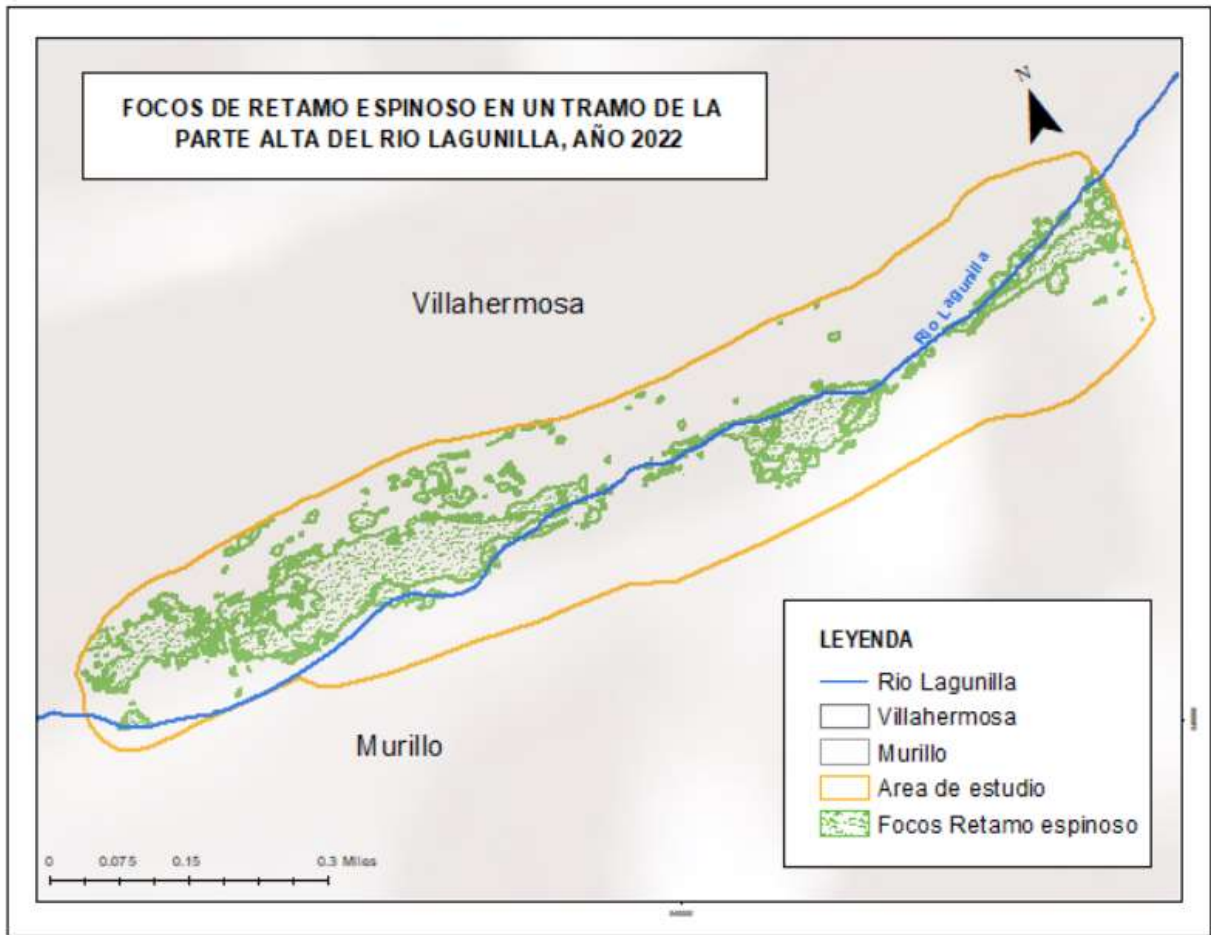 FOCOS DE RETAMO ESPINOSO EN UN TRAMO DE LA
PARTE ALTA DEL RIO LAGUNILLA, AÑO 2022
N
Villahermosa
Rio Lagunilla
Murillo
LEYENDA
Rio Lagunilla
Villahermosa
Murillo
Area de estudio
Focos Retamo espinoso
0 0.075 0.15 0.3 Miles